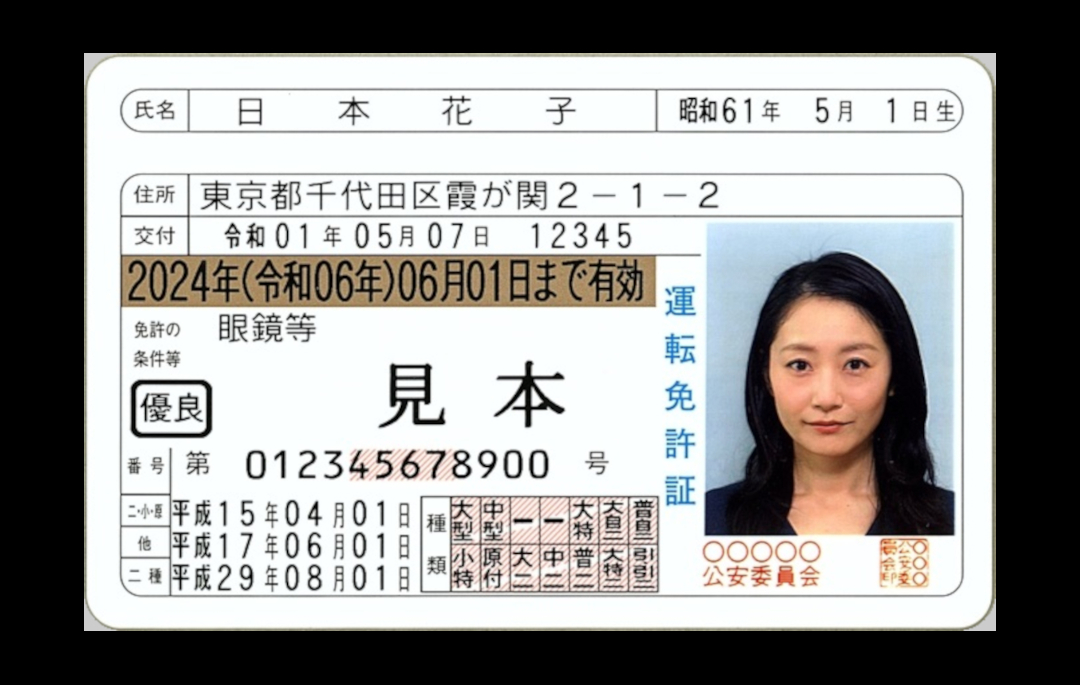 氏名 日本花子 昭和61年 5月 1日生
住所 東京都千代田区霞が関2-1-2
交付 令和01年05月07日 12345
2024年(令和06年)06月01日まで有効
免許の
条件等
眼鏡等
見本
優良
番号 第 012345678900 号
二・小・原 平成15年04月01日
他 平成17年06月01日
二種 平成29年08月01日
種類
大型 中型 ー ー 大特 大自二 普自二
小特 原付 大二 中二 普二 大特二 引引二
運転免許証
○○○○○
公安委員会